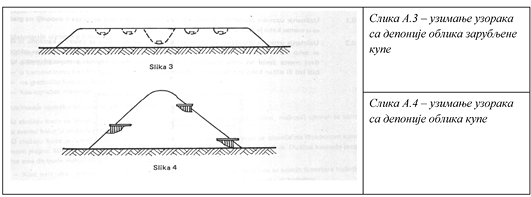 Slika 3
Slika 4
Слика А.3 – узимање узорака
са депоније облика зарубљене
купе
Слика А.4 – узимање узорака
са депоније облика купе